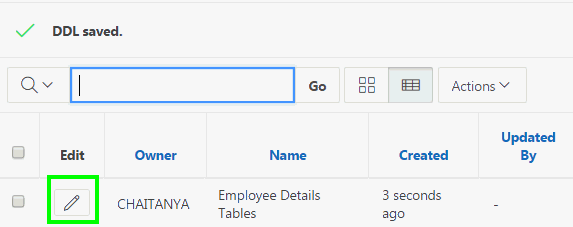 DDL saved.
Go
Actions
Edit Owner Name Created Updated By
CHAITANYA Employee Details Tables 3 seconds ago -